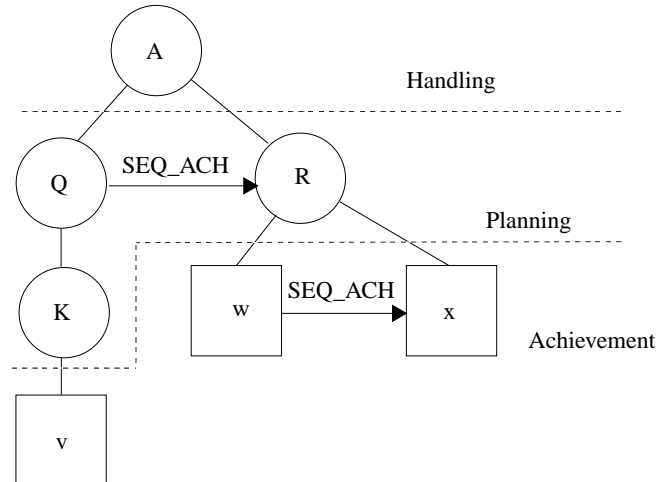 A
Handling
SEQ_ACH
Q
R
Planning
K
w
SEQ_ACH
x
Achievement
v